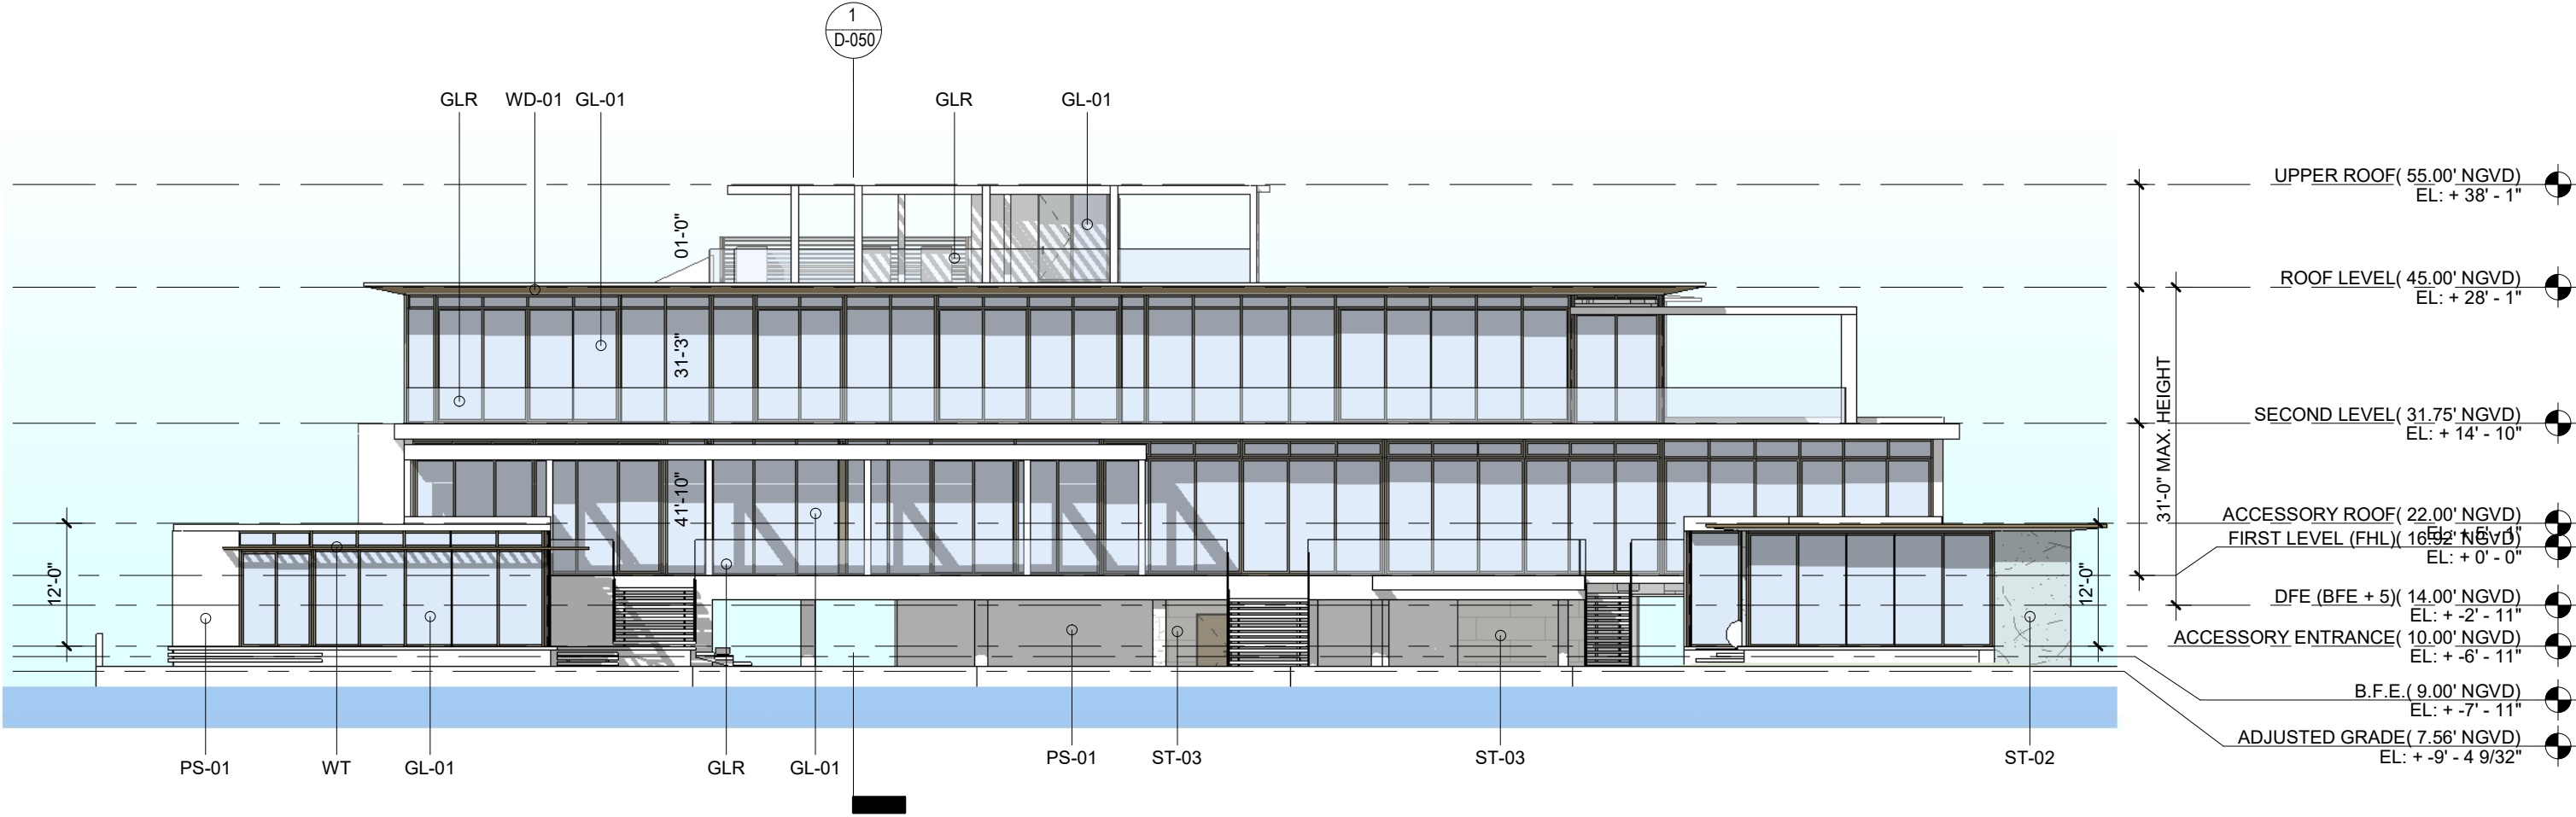 1
D-050
GLR
WD-01
GL-01
GLR
GL-01
UPPER ROOF( 55.00' NGVD)
EL: + 38' - 1"
01-'0"
ROOF LEVEL( 45.00' NGVD)
EL: + 28' - 1"
31-'3"
31'-0" MAX. HEIGHT
SECOND LEVEL( 31.75' NGVD)
EL: + 14' - 10"
41'-10"
ACCESSORY ROOF( 22.00' NGVD)
EL: + 5' - 1"
FIRST LEVEL (FHL)( 16.92' NGVD)
EL: + 0' - 0"
12'-0"
12'-0"
DFE (BFE + 5)( 14.00' NGVD)
EL: + -2' - 11"
ACCESSORY ENTRANCE( 10.00' NGVD)
EL: + -6' - 11"
B.F.E.( 9.00' NGVD)
EL: + -7' - 11"
ADJUSTED GRADE( 7.56' NGVD)
EL: + -9' - 4 9/32"
PS-01
WT
GL-01
GLR
GL-01
PS-01
ST-03
ST-03
ST-02